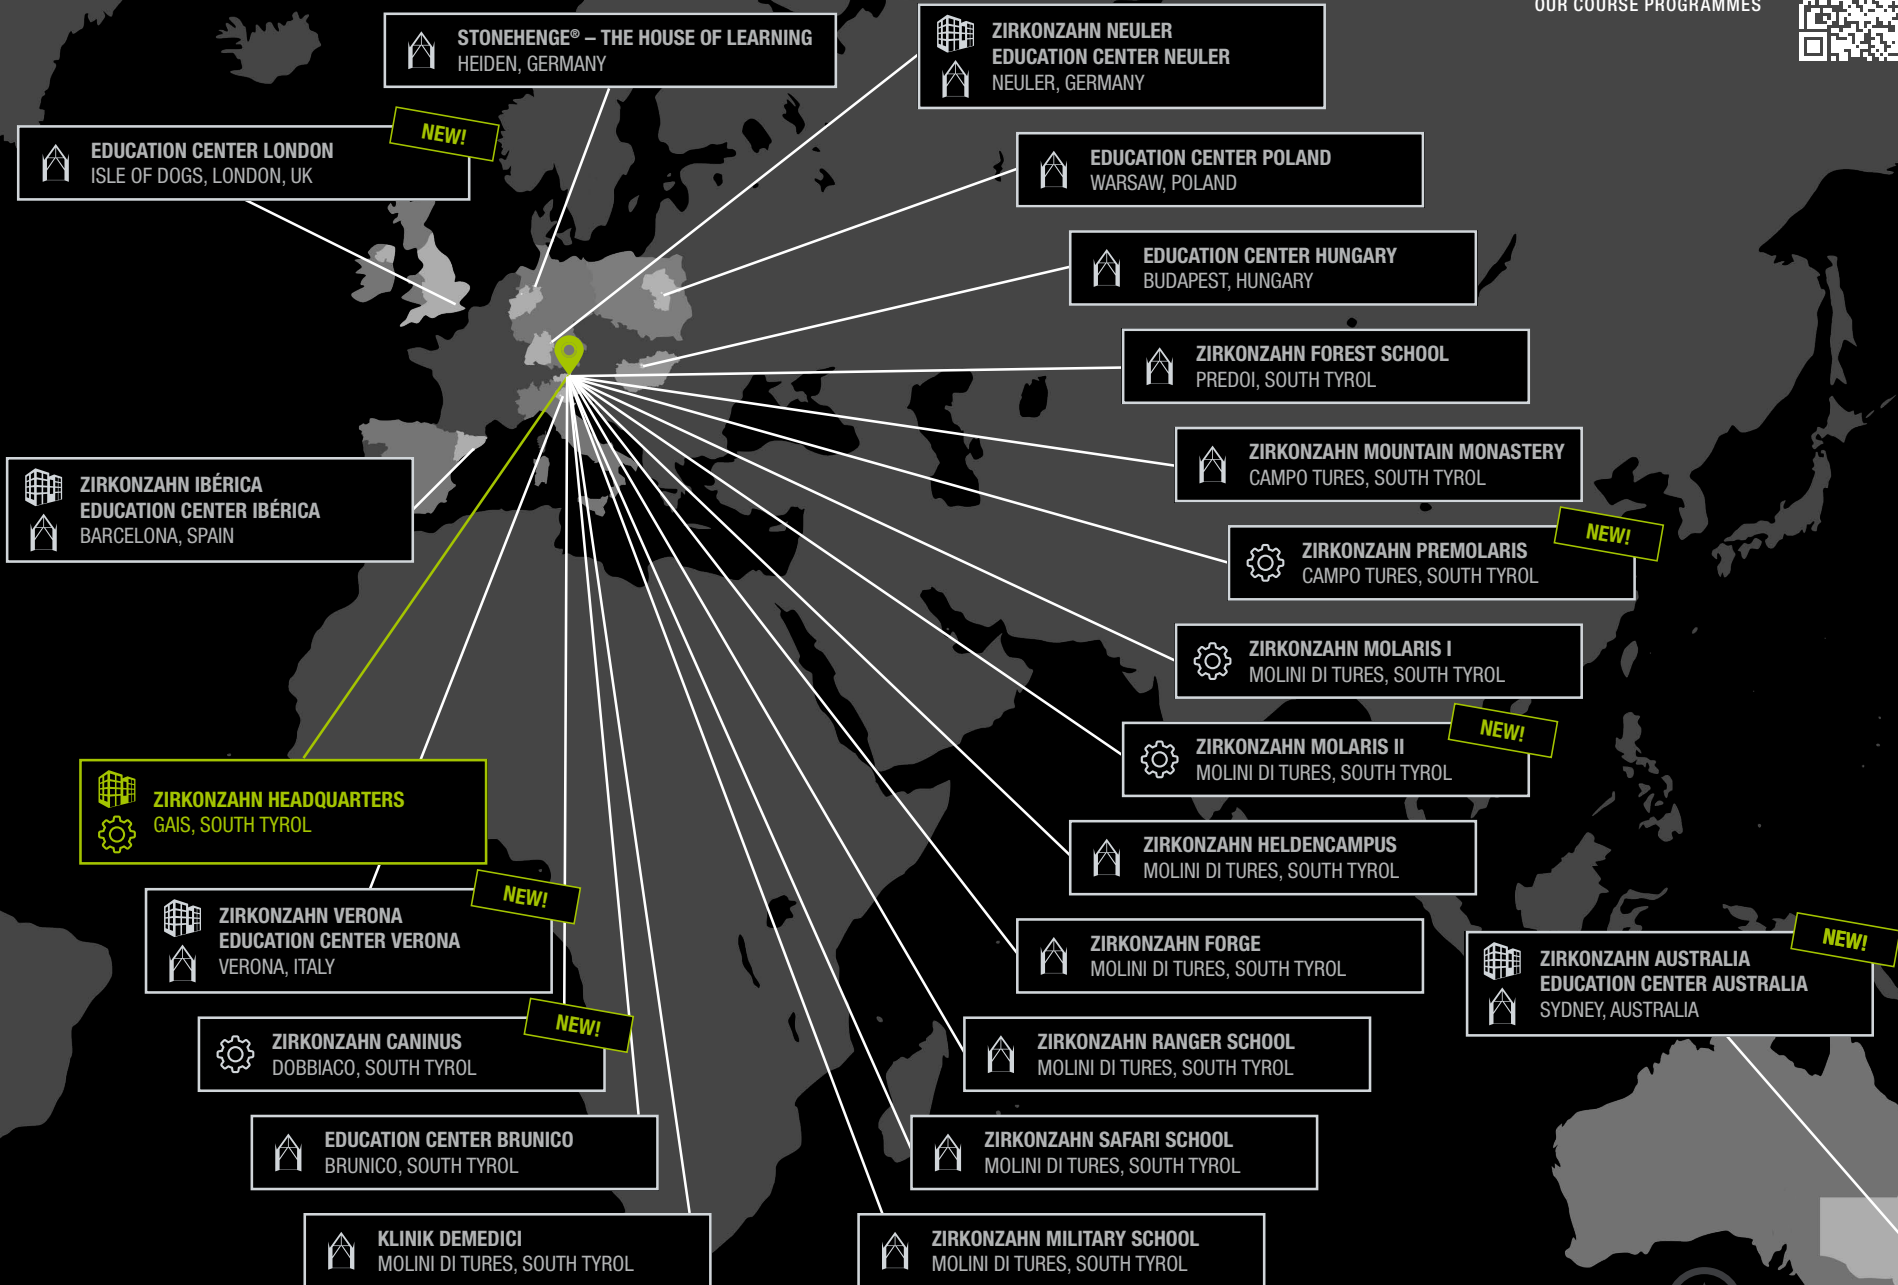 OUR COURSE PROGRAMMES
STONEHENGE® – THE HOUSE OF LEARNING
HEIDEN, GERMANY
ZIRKONZAHN NEULER
EDUCATION CENTER NEULER
NEULER, GERMANY
NEW!
EDUCATION CENTER LONDON
ISLE OF DOGS, LONDON, UK
EDUCATION CENTER POLAND
WARSAW, POLAND
EDUCATION CENTER HUNGARY
BUDAPEST, HUNGARY
ZIRKONZAHN FOREST SCHOOL
PREDOI, SOUTH TYROL
ZIRKONZAHN MOUNTAIN MONASTERY
CAMPO TURES, SOUTH TYROL
ZIRKONZAHN IBÉRICA
EDUCATION CENTER IBÉRICA
BARCELONA, SPAIN
NEW!
ZIRKONZAHN PREMOLARIS
CAMPO TURES, SOUTH TYROL
ZIRKONZAHN MOLARIS I
MOLINI DI TURES, SOUTH TYROL
NEW!
ZIRKONZAHN MOLARIS II
MOLINI DI TURES, SOUTH TYROL
ZIRKONZAHN HEADQUARTERS
GAIS, SOUTH TYROL
ZIRKONZAHN HELDENCAMPUS
MOLINI DI TURES, SOUTH TYROL
NEW!
ZIRKONZAHN VERONA
EDUCATION CENTER VERONA
VERONA, ITALY
ZIRKONZAHN FORGE
MOLINI DI TURES, SOUTH TYROL
NEW!
ZIRKONZAHN AUSTRALIA
EDUCATION CENTER AUSTRALIA
SYDNEY, AUSTRALIA
NEW!
ZIRKONZAHN CANINUS
DOBBIACO, SOUTH TYROL
ZIRKONZAHN RANGER SCHOOL
MOLINI DI TURES, SOUTH TYROL
EDUCATION CENTER BRUNICO
BRUNICO, SOUTH TYROL
ZIRKONZAHN SAFARI SCHOOL
MOLINI DI TURES, SOUTH TYROL
KLINIK DEMEDICI
MOLINI DI TURES, SOUTH TYROL
ZIRKONZAHN MILITARY SCHOOL
MOLINI DI TURES, SOUTH TYROL